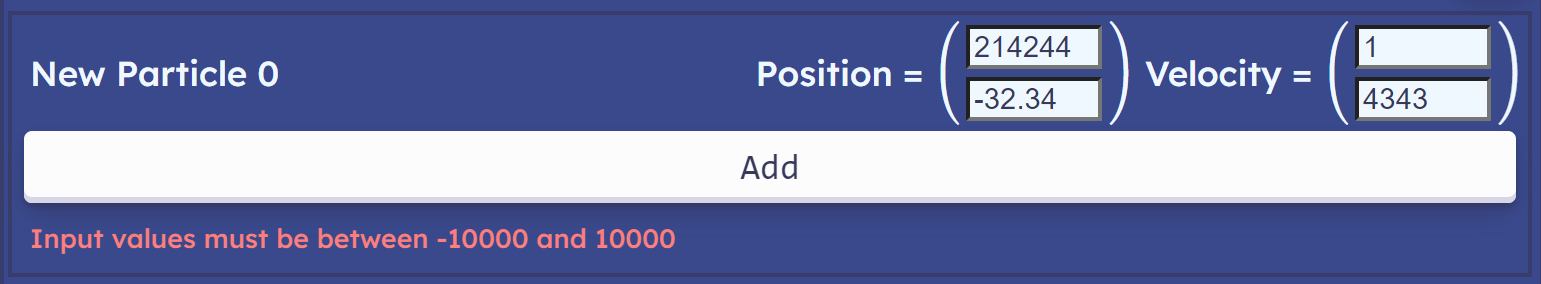 New Particle 0
Position = ( 214244 -32.34 ) Velocity = ( 1 4343 )
Add
Input values must be between -10000 and 10000